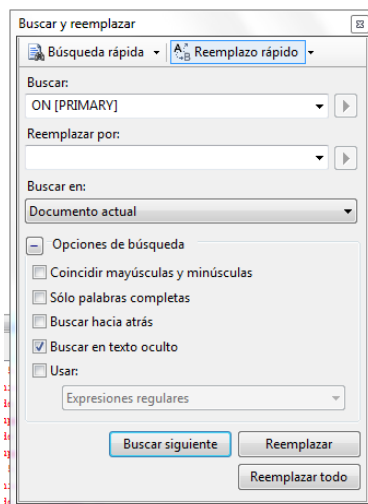 Buscar y reemplazar
Búsqueda rápida
Reemplazo rápido
Buscar:
ON [PRIMARY]
Reemplazar por:
Buscar en:
Documento actual
Opciones de búsqueda
Coincidir mayúsculas y minúsculas
Sólo palabras completas
Buscar hacia atrás
Buscar en texto oculto
Usar:
Expresiones regulares
Buscar siguiente
Reemplazar
Reemplazar todo